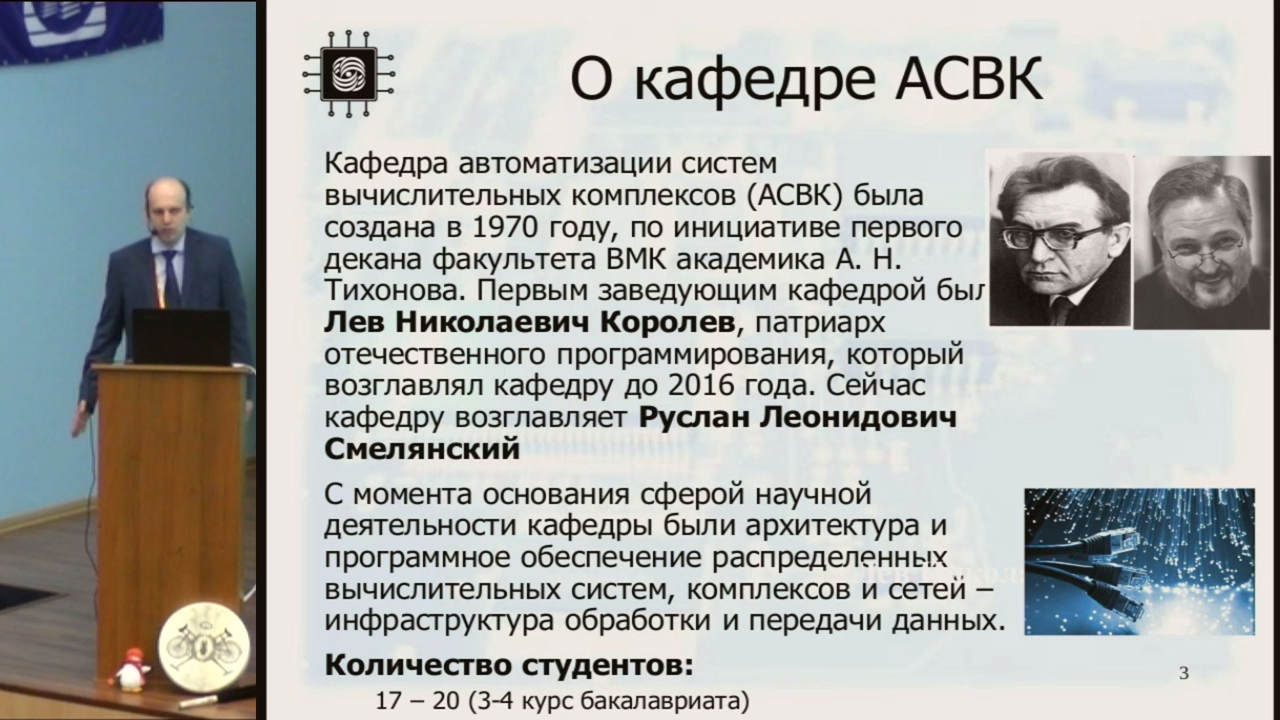 О кафедре АСВК
Кафедра автоматизации систем
вычислительных комплексов (АСВК) была
создана в 1970 году, по инициативе первого
декана факультета ВМК академика А. Н.
Тихонова. Первым заведующим кафедрой был
Лев Николаевич Королев, патриарх
отечественного программирования, который
возглавлял кафедру до 2016 года. Сейчас
кафедру возглавляет Руслан Леонидович
Смелянский
С момента основания сферой научной
деятельности кафедры были архитектура и
программное обеспечение распределенных
вычислительных систем, комплексов и сетей –
инфраструктура обработки и передачи данных.
Количество студентов:
17 – 20 (3-4 курс бакалавриата)
3